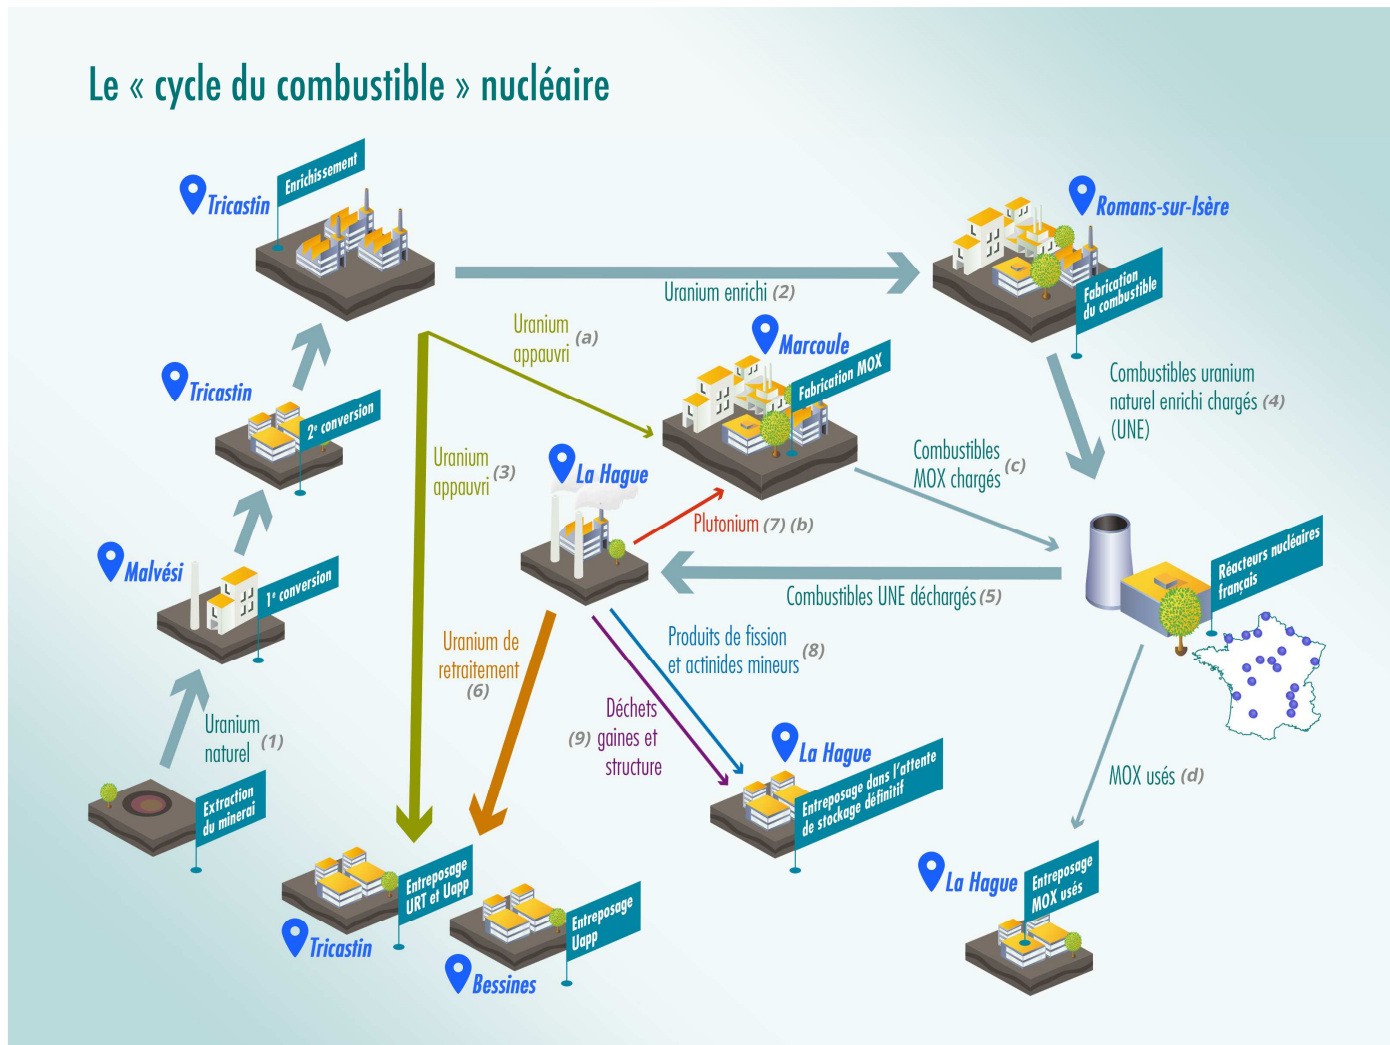 Le « cycle du combustible » nucléaire
Tricastin
Enrichissement
Romans-sur-Isère
Fabrication
du combustible
Uranium enrichi (2)
Uranium
appauvri (a)
Marcoule
Fabrication MOX
Tricastin
2e conversion
Combustibles uranium
naturel enrichi chargés (4)
(UNE)
Uranium
appauvri (3)
La Hague
Combustibles
MOX chargés (c)
Plutonium (7) (b)
Malvési
1e conversion
Réacteurs nucléaires
français
Combustibles UNE déchargés (5)
Uranium de
retraitement
(6)
Produits de fission
et actinides mineurs (8)
Déchets
(9) gaines et
structure
Uranium
naturel (1)
Extraction
du minerai
La Hague
Entreposage dans l'attente
de stockage définitif
MOX usés (d)
La Hague
Entreposage
MOX usés
Entreposage
URT et Uapp
Tricastin
Entreposage
Uapp
Bessines